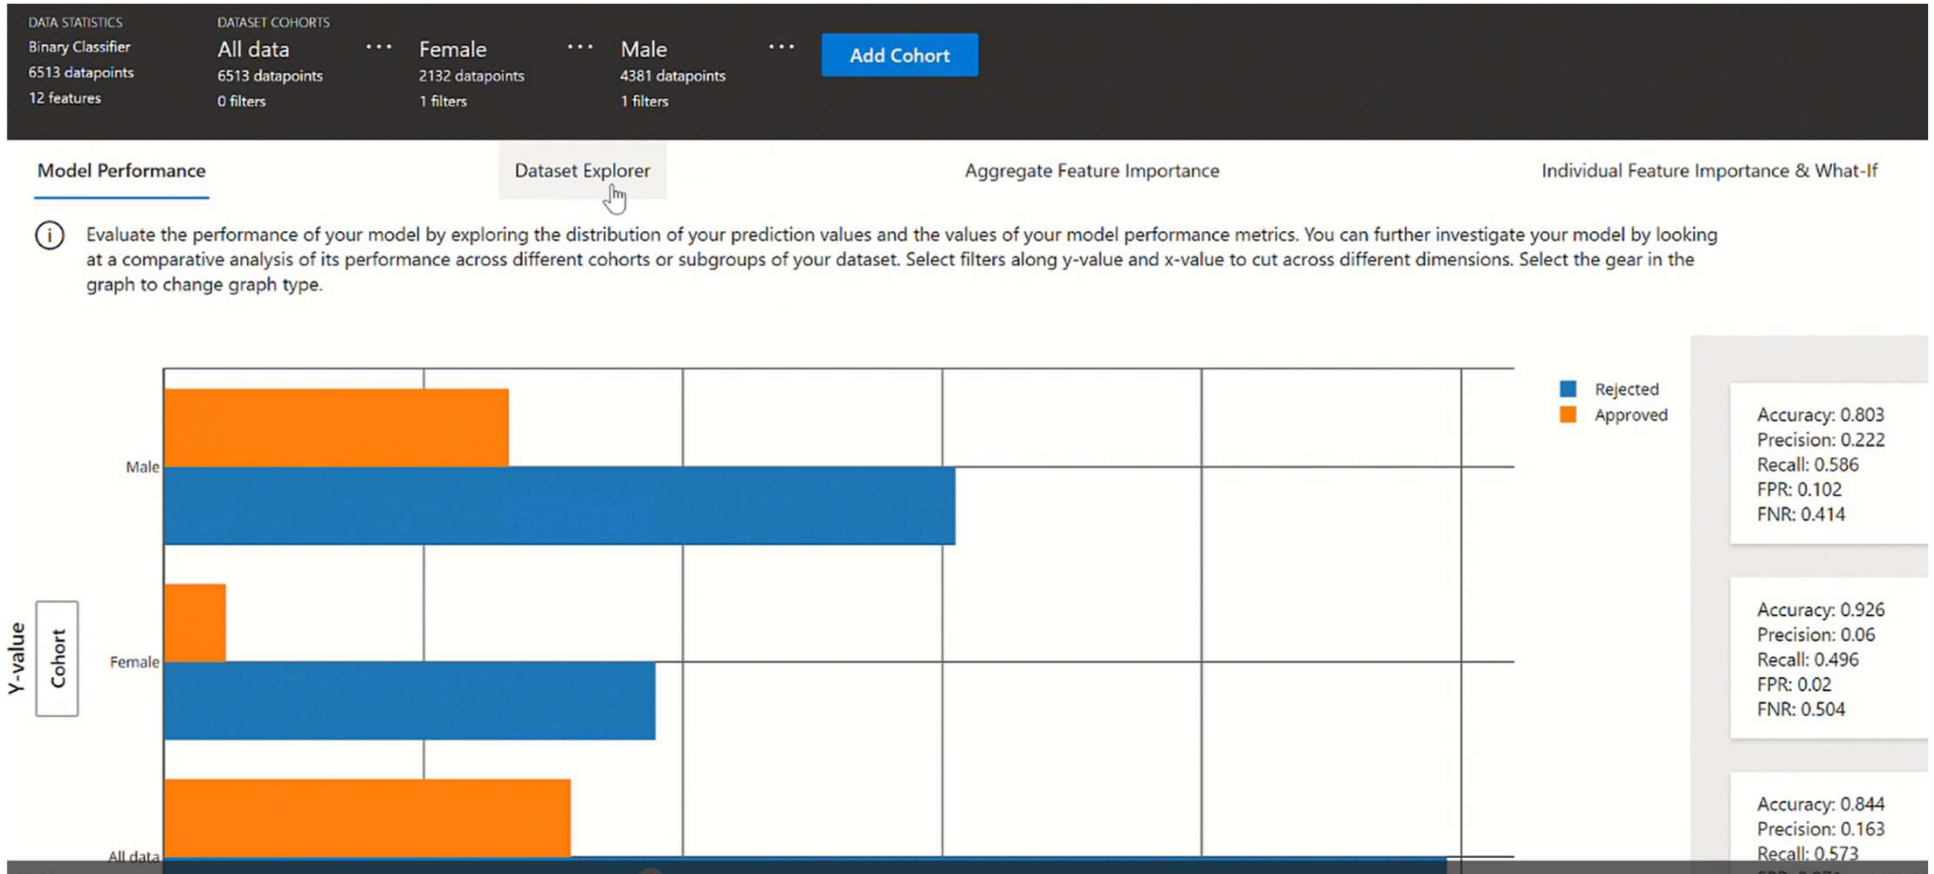 DATA STATISTICS
Binary Classifier
6513 datapoints
12 features
DATASET COHORTS
All data
6513 datapoints
0 filters
Female
2132 datapoints
1 filters
Male
4381 datapoints
1 filters
Add Cohort
Model Performance
Dataset Explorer
Aggregate Feature Importance
Individual Feature Importance & What-If
Evaluate the performance of your model by exploring the distribution of your prediction values and the values of your model performance metrics. You can further investigate your model by looking
at a comparative analysis of its performance across different cohorts or subgroups of your dataset. Select filters along y-value and x-value to cut across different dimensions. Select the gear in the
graph to change graph type.
Y-value
Cohort
Male
Female
All data
Rejected
Approved
Accuracy: 0.803
Precision: 0.222
Recall: 0.586
FPR: 0.102
FNR: 0.414
Accuracy: 0.926
Precision: 0.06
Recall: 0.496
FPR: 0.02
FNR: 0.504
Accuracy: 0.844
Precision: 0.163
Recall: 0.573